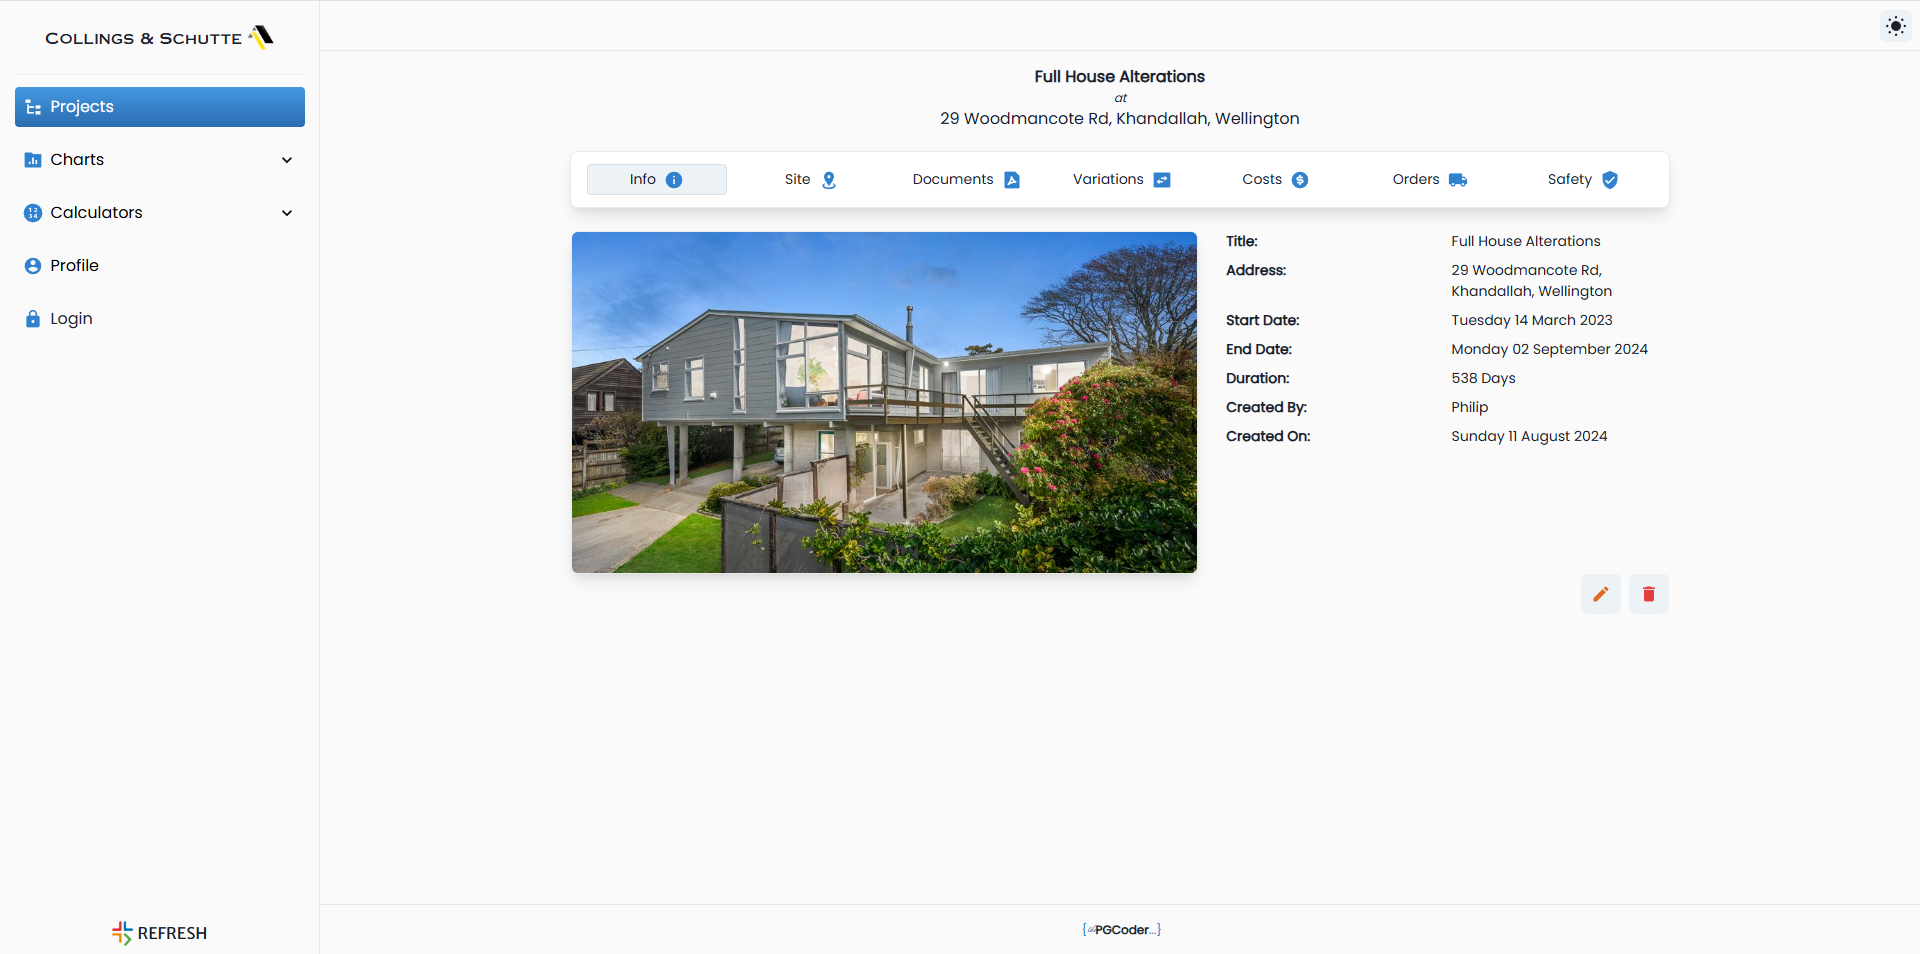 COLLINGS & SCHUTTE
Projects
Charts
Calculators
Profile
Login
REFRESH
Full House Alterations
at
29 Woodmancote Rd, Khandallah, Wellington
Info
Site
Documents
Variations
Costs
Orders
Safety
Title: Full House Alterations
Address: 29 Woodmancote Rd,
Khandallah, Wellington
Start Date: Tuesday 14 March 2023
End Date: Monday 02 September 2024
Duration: 538 Days
Created By: Philip
Created On: Sunday 11 August 2024
PGCoder...}